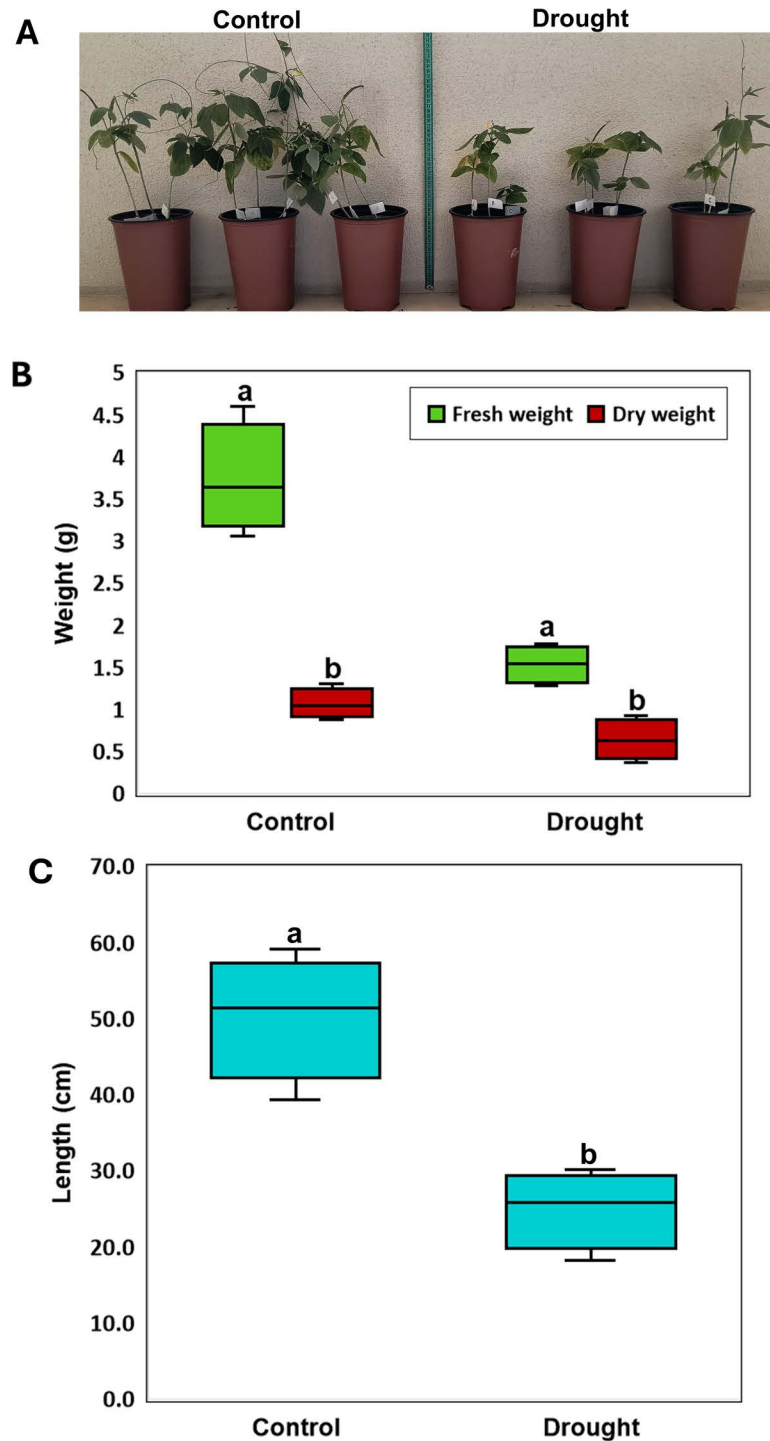 A
Control Drought
B
5
4.5
4
3.5
3
2.5
2
1.5
1
0.5
0
Weight (g)
Fresh weight Dry weight
a
b
a
b
Control Drought
C
70.0
60.0
50.0
40.0
30.0
20.0
10.0
0.0
Length (cm)
a
b
Control Drought